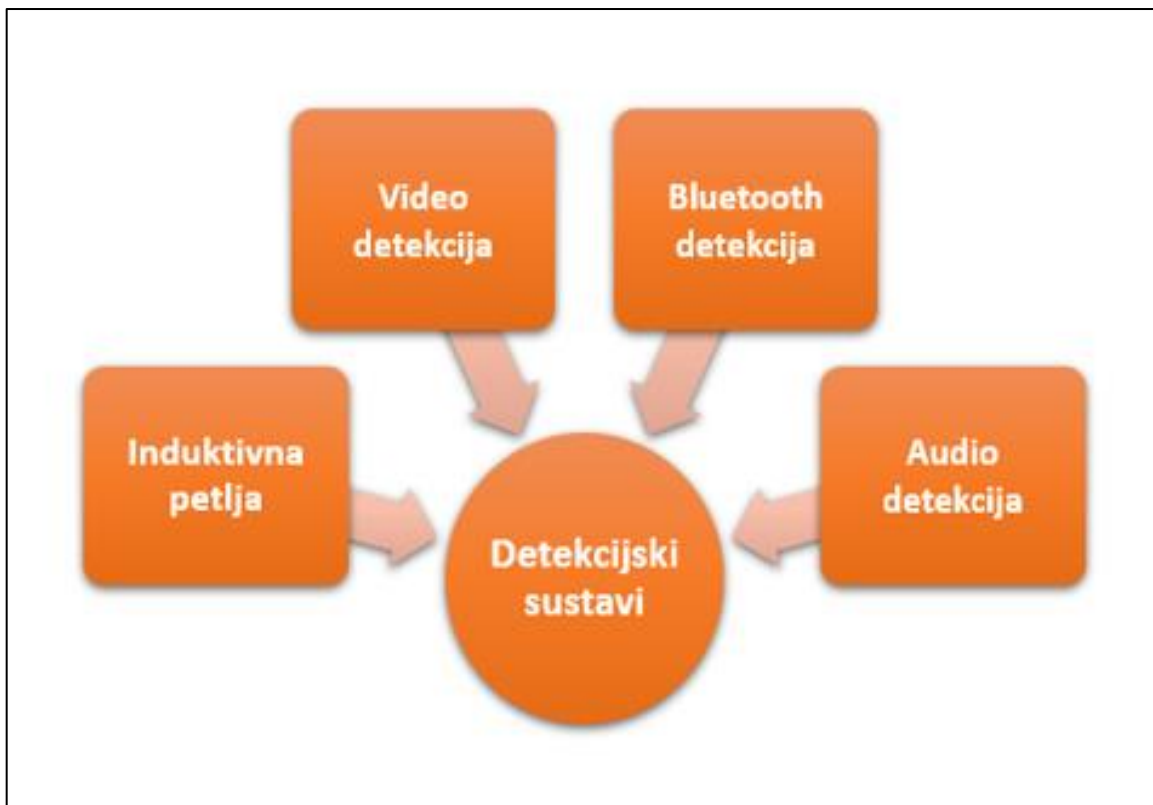 Video
detekcija
Bluetooth
detekcija
Induktivna
petlja
Audio
detekcija
Detekcijski
sustavi